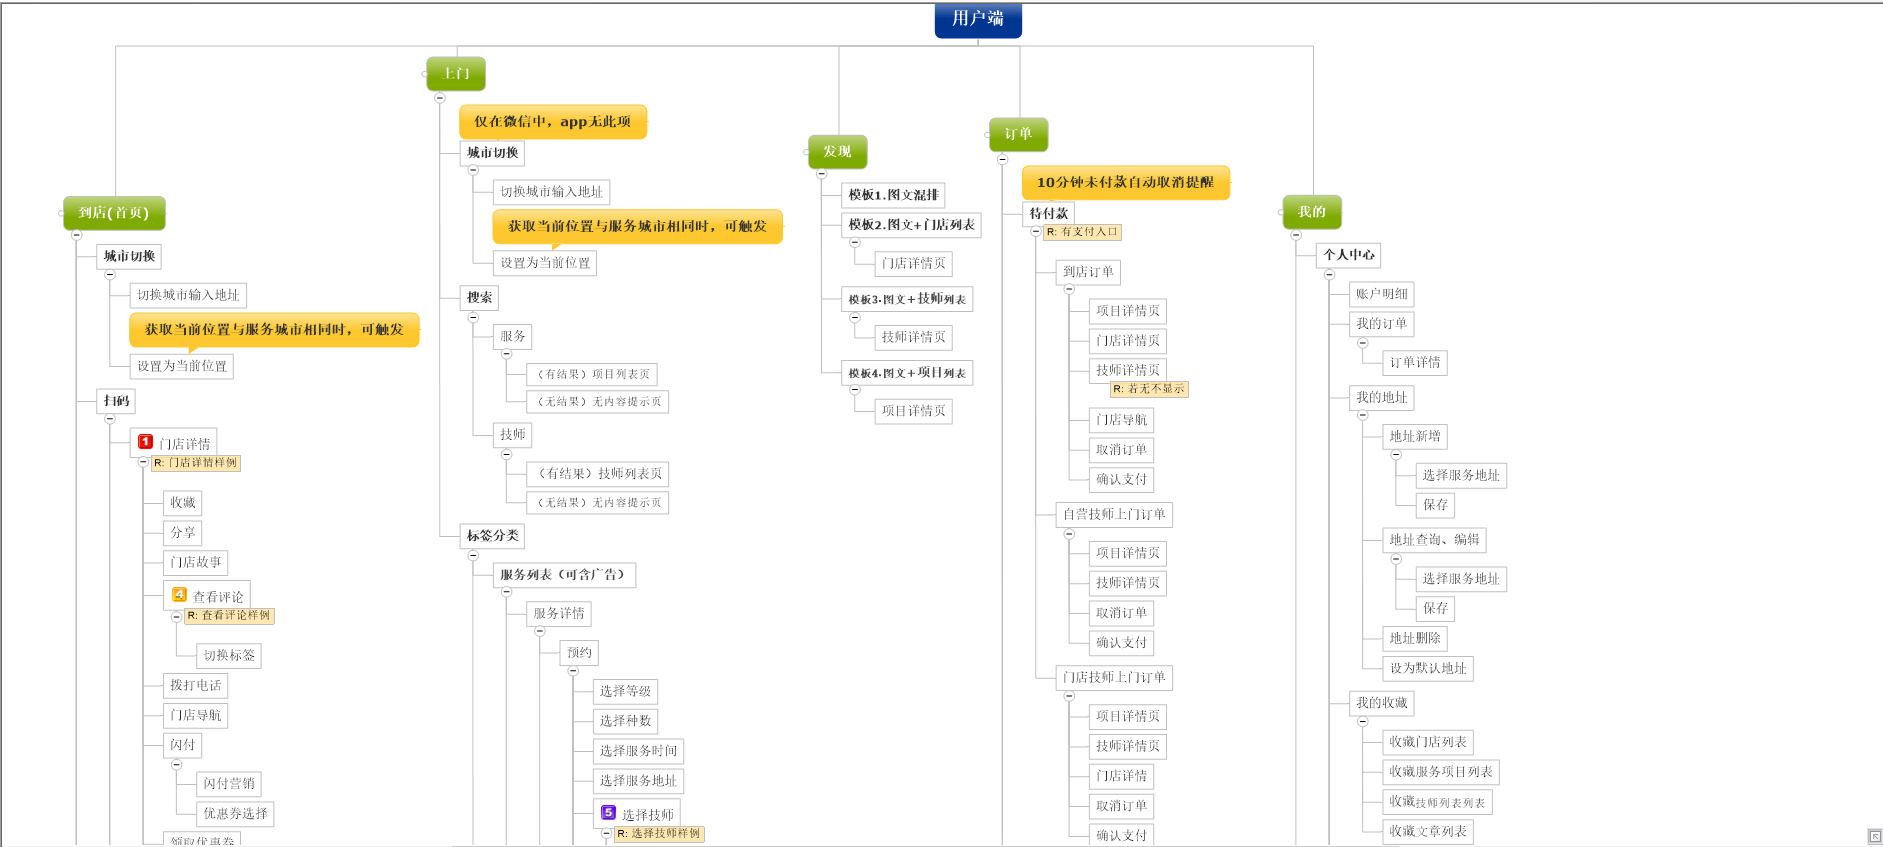 用户端
到店(首页)
城市切换
切换城市输入地址
获取当前位置与服务城市相同时，可触发
设置为当前位置
扫码
1 门店详情
R: 门店详情样例
收藏
分享
门店故事
4 查看评论
R: 查看评论样例
切换标签
拨打电话
门店导航
闪付
闪付营销
优惠券选择
领取优惠券
上门
仅在微信中，app无此项
城市切换
切换城市输入地址
获取当前位置与服务城市相同时，可触发
设置为当前位置
搜索
服务
（有结果）项目列表页
（无结果）无内容提示页
技师
（有结果）技师列表页
（无结果）无内容提示页
标签分类
服务列表（可含广告）
服务详情
预约
选择等级
选择种数
选择服务时间
选择服务地址
5 选择技师
R: 选择技师样例
发现
模板1.图文混排
模板2.图文+门店列表
门店详情页
模板3.图文+技师列表
技师详情页
模板4.图文+项目列表
项目详情页
订单
10分钟未付款自动取消提醒
待付款
R: 有支付入口
到店订单
项目详情页
门店详情页
技师详情页
R: 若无不显示
门店导航
取消订单
确认支付
自营技师上门订单
项目详情页
技师详情页
取消订单
确认支付
门店技师上门订单
项目详情页
技师详情页
门店详情
取消订单
确认支付
我的
个人中心
账户明细
我的订单
订单详情
我的地址
地址新增
选择服务地址
保存
地址查询、编辑
选择服务地址
保存
地址删除
设为默认地址
我的收藏
收藏门店列表
收藏服务项目列表
收藏技师列表列表
收藏文章列表